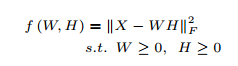 f (W, H) = ‖X − WH‖²_F
s.t. W ≥ 0, H ≥ 0